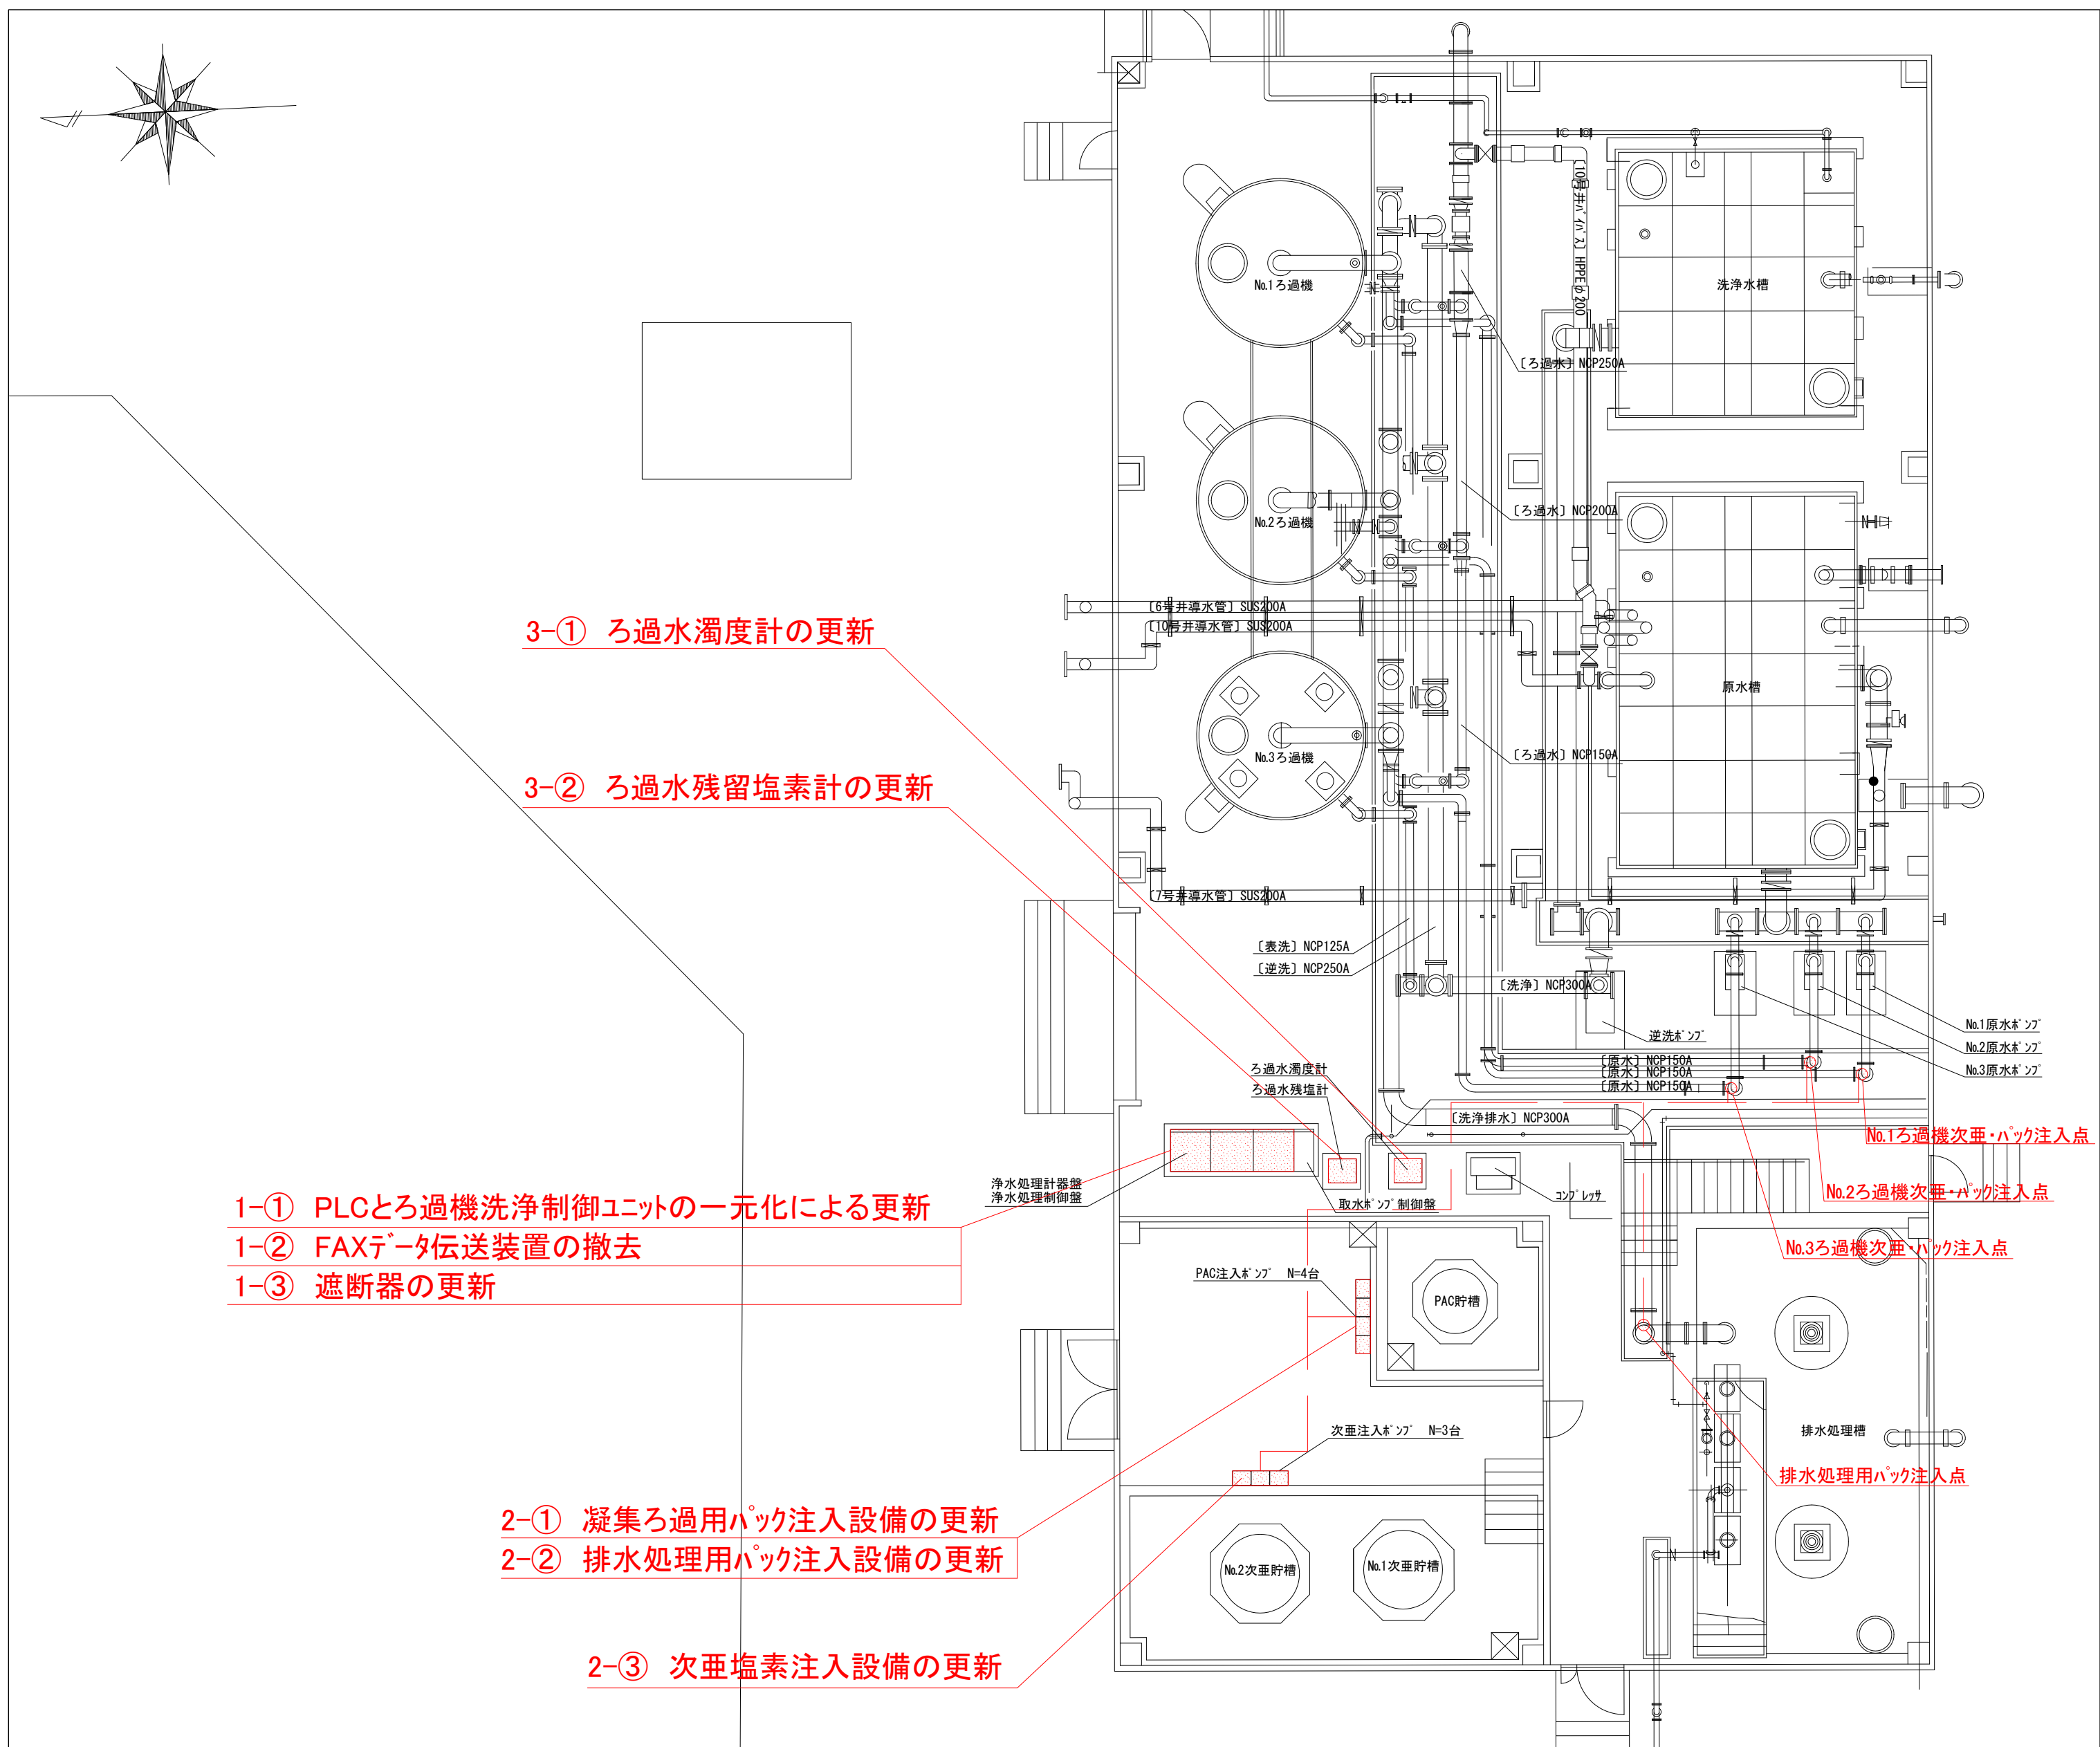 〔10号井ﾊﾞｲﾊﾟｽ〕HPPEφ200
No.1ろ過機
洗浄水槽
〔ろ過水〕NCP250A
〔ろ過水〕NCP200A
No.2ろ過機
〔6号井導水管〕SUS200A
〔10号井導水管〕SUS200A
3-① ろ過水濁度計の更新
原水槽
No.3ろ過機
〔ろ過水〕NCP150A
3-② ろ過水残留塩素計の更新
〔7号井導水管〕SUS200A
〔表洗〕NCP125A
〔逆洗〕NCP250A
〔洗浄〕NCP300A
逆洗ﾎﾟﾝﾌﾟ
No.1原水ﾎﾟﾝﾌﾟ
No.2原水ﾎﾟﾝﾌﾟ
No.3原水ﾎﾟﾝﾌﾟ
〔原水〕NCP150A
〔原水〕NCP150A
〔原水〕NCP150A
ろ過水濁度計
ろ過水残塩計
〔洗浄排水〕NCP300A
No.1ろ過機次亜・ﾊﾟｯｸ注入点
No.2ろ過機次亜・ﾊﾟｯｸ注入点
No.3ろ過機次亜・ﾊﾟｯｸ注入点
浄水処理計器盤
浄水処理制御盤
取水ﾎﾟﾝﾌﾟ制御盤
ｺﾝﾌﾟﾚｯｻ
1-① PLCとろ過機洗浄制御ﾕﾆｯﾄの一元化による更新
1-② FAXﾃﾞｰﾀ伝送装置の撤去
1-③ 遮断器の更新
PAC注入ﾎﾟﾝﾌﾟ N=4台
PAC貯槽
次亜注入ﾎﾟﾝﾌﾟ N=3台
排水処理槽
排水処理用ﾊﾟｯｸ注入点
2-① 凝集ろ過用ﾊﾟｯｸ注入設備の更新
2-② 排水処理用ﾊﾟｯｸ注入設備の更新
No.2次亜貯槽
No.1次亜貯槽
2-③ 次亜塩素注入設備の更新